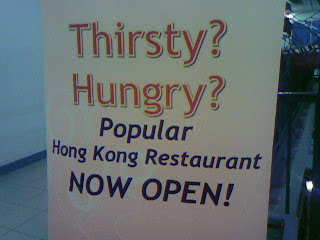 Thirsty?
Hungry?
Popular
Hong Kong Restaurant
NOW OPEN!